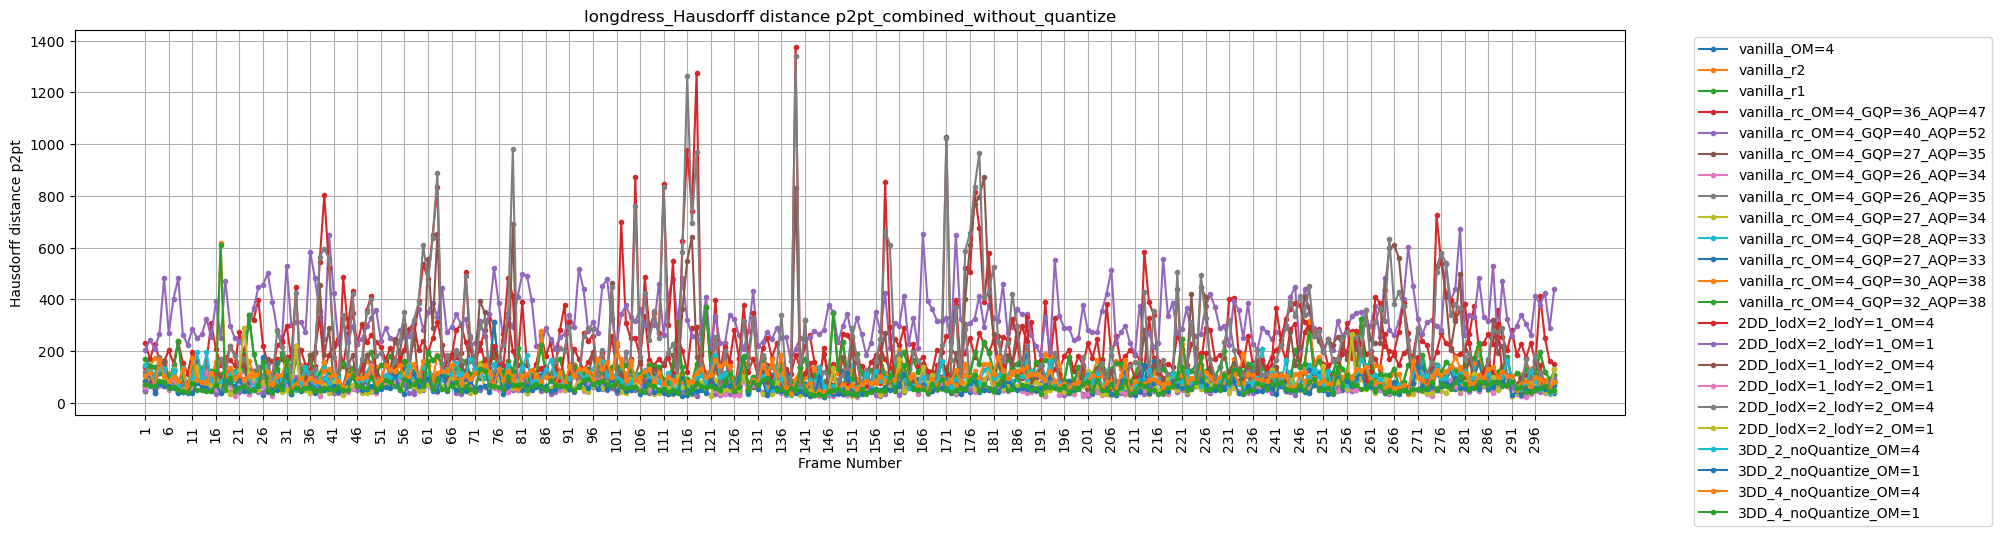 longdress_Hausdorff distance p2pt_combined_without_quantize
Hausdorff distance p2pt
1400
1200
1000
800
600
400
200
0
1 6 11 16 21 26 31 36 41 46 51 56 61 66 71 76 81 86 91 96 101 106 111 116 121 126 131 136 141 146 151 156 161 166 171 176 181 186 191 196 201 206 211 216 221 226 231 236 241 246 251 256 261 266 271 276 281 286 291 296
Frame Number
vanilla_OM=4
vanilla_r2
vanilla_r1
vanilla_rc_OM=4_GQP=36_AQP=47
vanilla_rc_OM=4_GQP=40_AQP=52
vanilla_rc_OM=4_GQP=27_AQP=35
vanilla_rc_OM=4_GQP=26_AQP=34
vanilla_rc_OM=4_GQP=26_AQP=35
vanilla_rc_OM=4_GQP=27_AQP=34
vanilla_rc_OM=4_GQP=28_AQP=33
vanilla_rc_OM=4_GQP=27_AQP=33
vanilla_rc_OM=4_GQP=30_AQP=38
vanilla_rc_OM=4_GQP=32_AQP=38
2DD_lodX=2_lodY=1_OM=4
2DD_lodX=2_lodY=1_OM=1
2DD_lodX=1_lodY=2_OM=4
2DD_lodX=1_lodY=2_OM=1
2DD_lodX=2_lodY=2_OM=4
2DD_lodX=2_lodY=2_OM=1
3DD_2_noQuantize_OM=4
3DD_2_noQuantize_OM=1
3DD_4_noQuantize_OM=4
3DD_4_noQuantize_OM=1